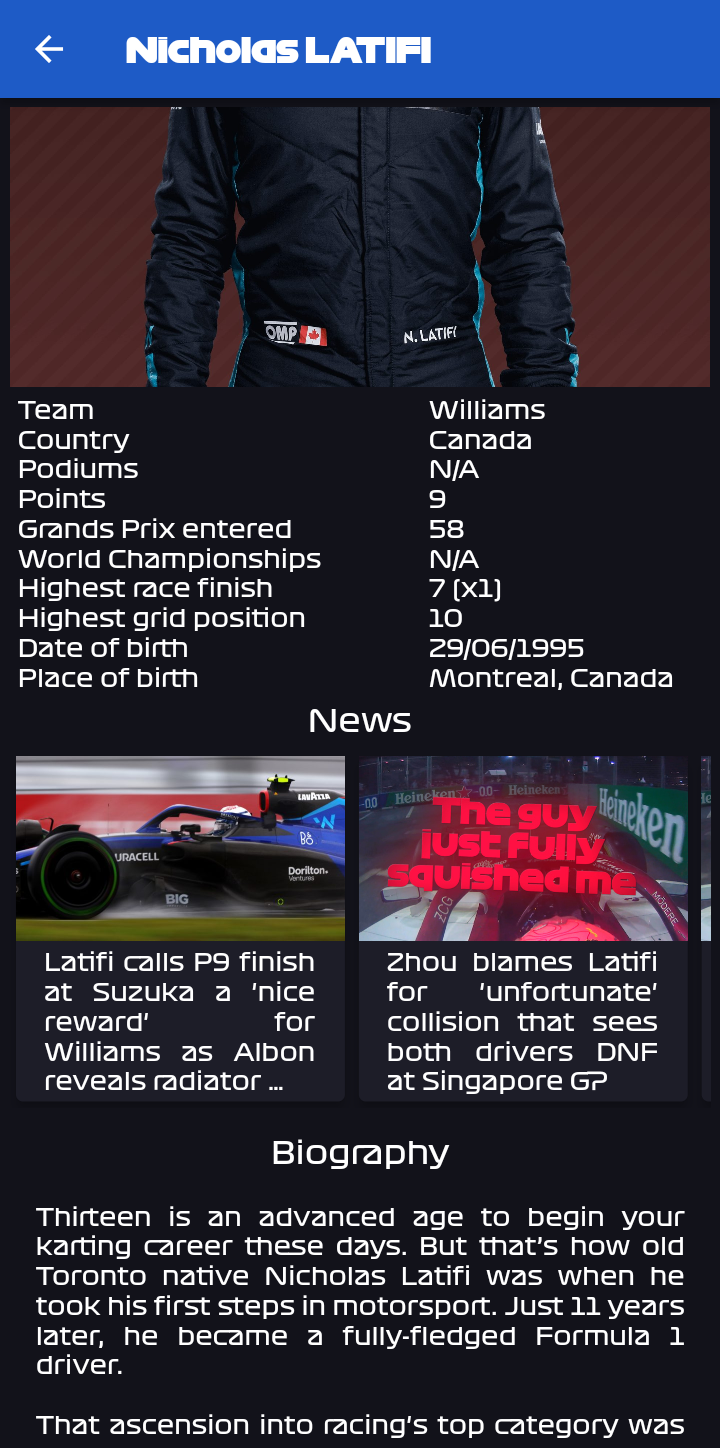 Nicholas LATIFI
OMP
N. LATIFI
Team Williams
Country Canada
Podiums N/A
Points 9
Grands Prix entered 58
World Championships N/A
Highest race finish 7 (x1)
Highest grid position 10
Date of birth 29/06/1995
Place of birth Montreal, Canada
News
LAVAZZA
DURACELL
Dorilton.
Ventures
BIG
Heineken
Heineken
Heineken
The guy
just fully
squished me
ZCG
MÖDERE
Latifi calls P9 finish
at Suzuka a 'nice
reward' for
Williams as Albon
reveals radiator ...
Zhou blames Latifi
for 'unfortunate'
collision that sees
both drivers DNF
at Singapore GP
Biography
Thirteen is an advanced age to begin your
karting career these days. But that's how old
Toronto native Nicholas Latifi was when he
took his first steps in motorsport. Just 11 years
later, he became a fully-fledged Formula 1
driver.
That ascension into racing's top category was